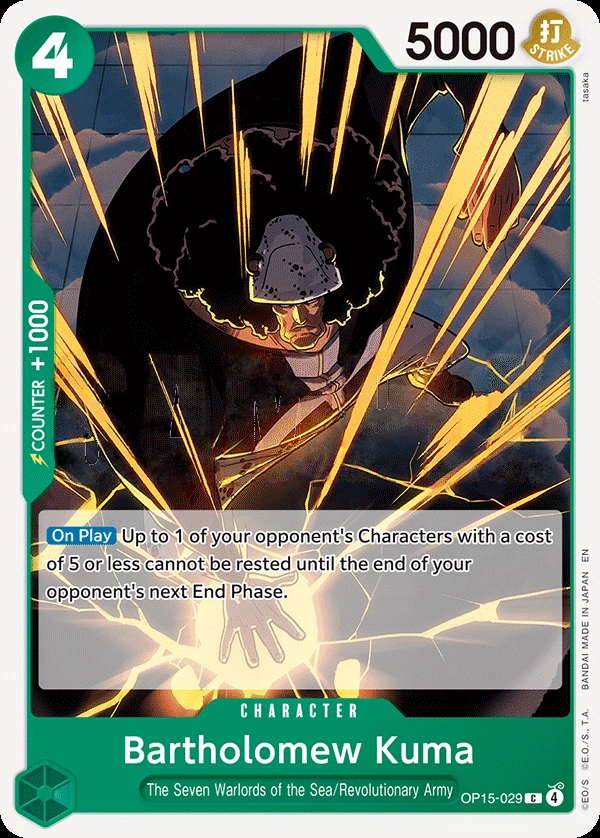 4
5000
打
STRIKE
tasaka
COUNTER +1000
On Play Up to 1 of your opponent's Characters with a cost
of 5 or less cannot be rested until the end of your
opponent's next End Phase.
CHARACTER
Bartholomew Kuma
The Seven Warlords of the Sea/Revolutionary Army
OP15-029 C 4
©E.O/S ©E.O./S., T.A. BANDAI MADE IN JAPAN EN